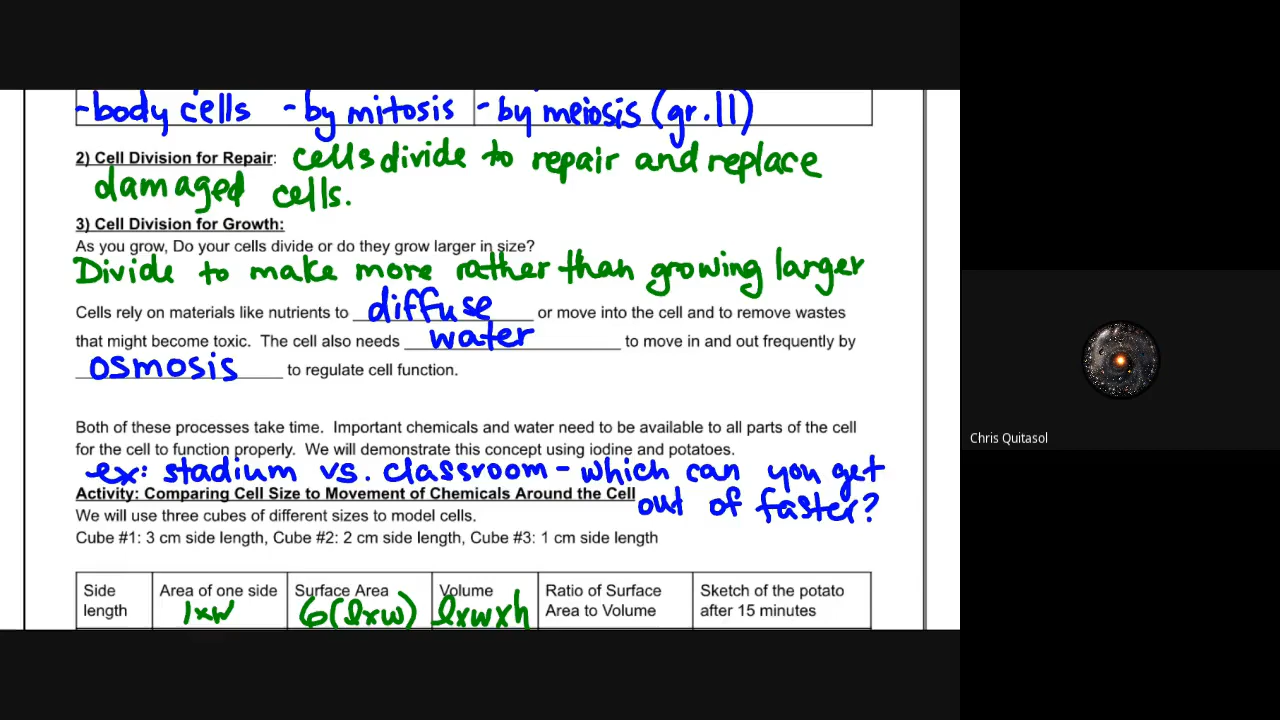 -body cells - by mitosis - by meiosis (gr.11)
2) Cell Division for Repair: cells divide to repair and replace
damaged cells.
3) Cell Division for Growth:
As you grow, Do your cells divide or do they grow larger in size?
Divide to make more rather than growing larger
Cells rely on materials like nutrients to diffuse or move into the cell and to remove wastes
that might become toxic. The cell also needs water to move in and out frequently by
osmosis to regulate cell function.
Both of these processes take time. Important chemicals and water need to be available to all parts of the cell
for the cell to function properly. We will demonstrate this concept using iodine and potatoes.
ex: stadium vs. classroom - which can you get
Activity: Comparing Cell Size to Movement of Chemicals Around the Cell out of faster?
We will use three cubes of different sizes to model cells.
Cube #1: 3 cm side length, Cube #2: 2 cm side length, Cube #3: 1 cm side length
Side length Area of one side lxw Surface Area 6(lxw) Volume lxwxh Ratio of Surface Area to Volume Sketch of the potato after 15 minutes
Chris Quitasol